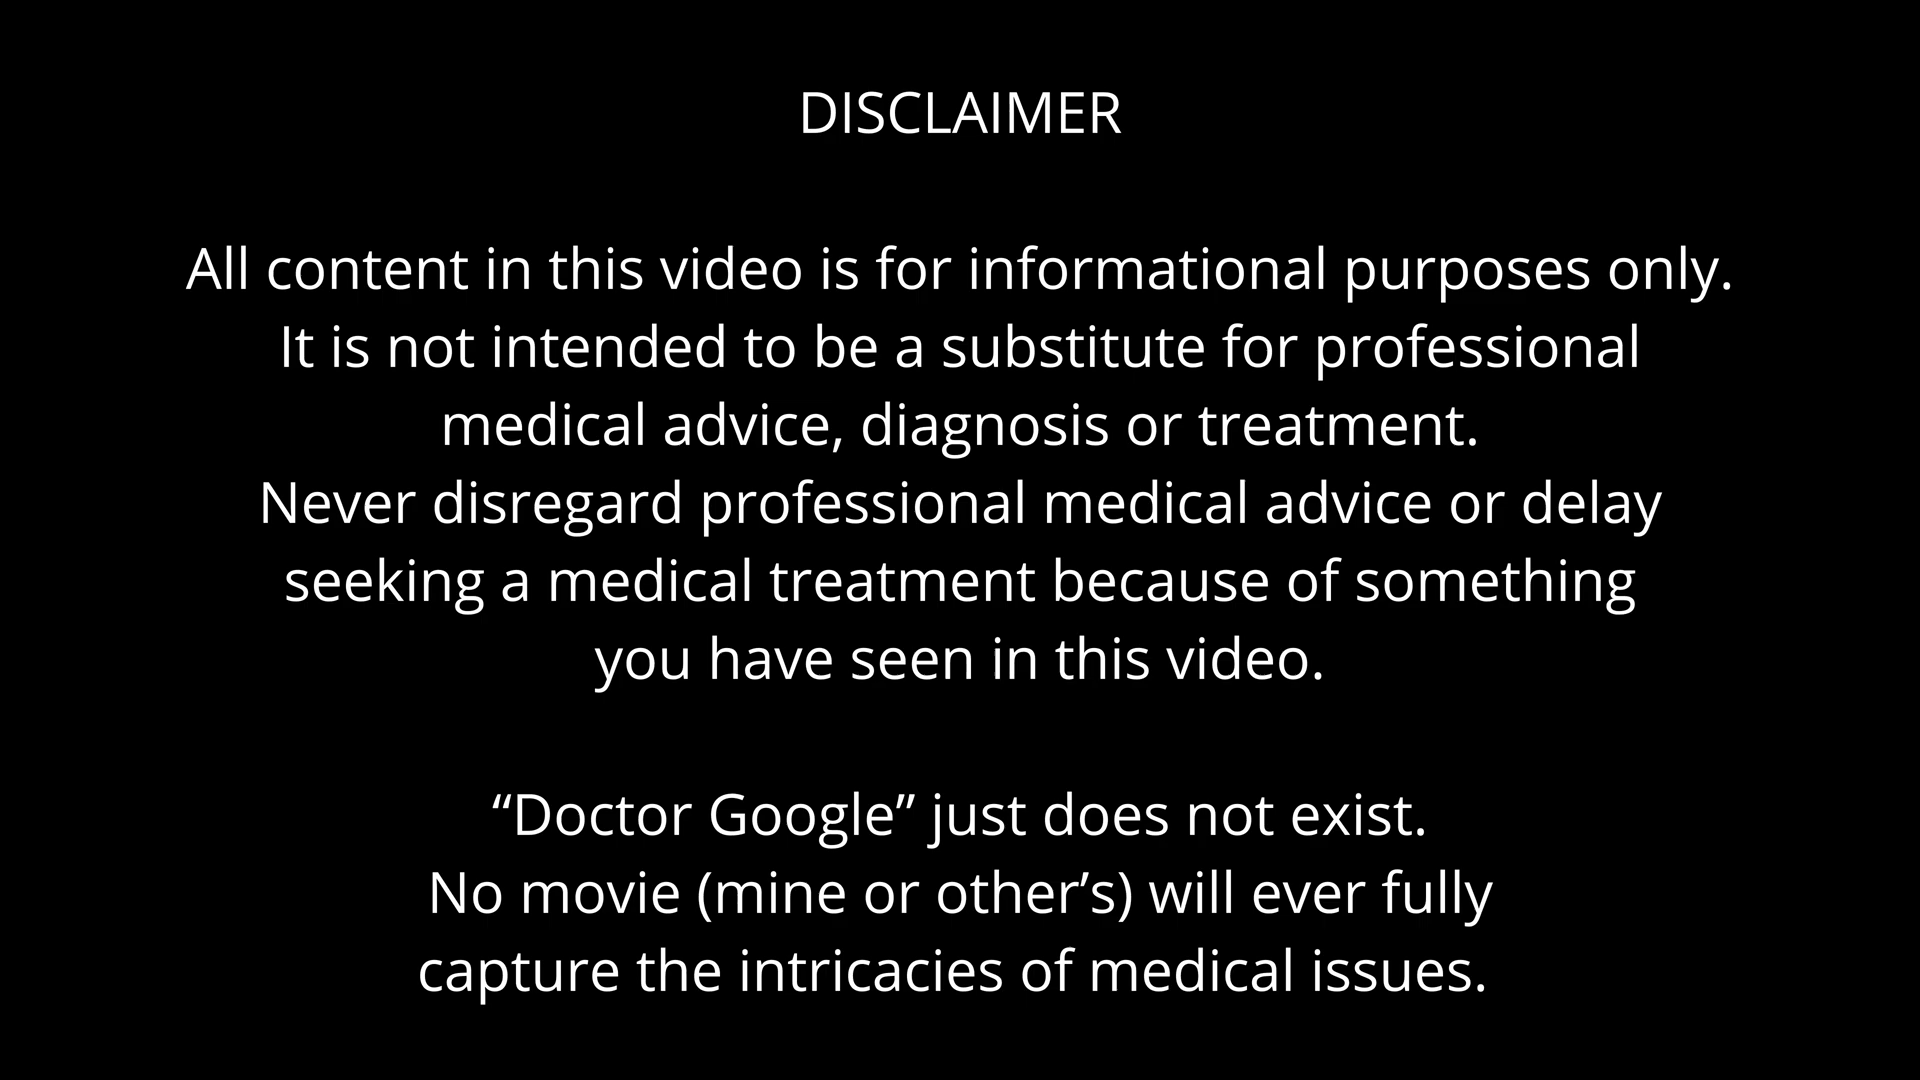 DISCLAIMER
All content in this video is for informational purposes only.
It is not intended to be a substitute for professional
medical advice, diagnosis or treatment.
Never disregard professional medical advice or delay
seeking a medical treatment because of something
you have seen in this video.
“Doctor Google” just does not exist.
No movie (mine or other’s) will ever fully
capture the intricacies of medical issues.